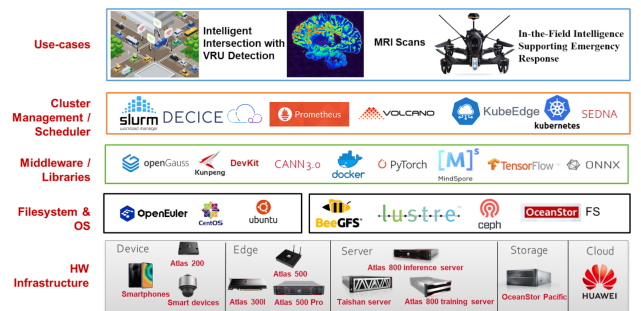 Use-cases
Intelligent
Intersection with
VRU Detection
MRI Scans
In-the-Field Intelligence
Supporting Emergency
Response
Cluster
Management /
Scheduler
slurm
workload manager
DECICE
Prometheus
VOLCANO
KubeEdge
kubernetes
SEDNA
Middleware /
Libraries
openGauss
Kunpeng
DevKit
CANN3.0
docker
PyTorch
[M]s
MindSpore
TensorFlow
ONNX
Filesystem &
OS
OpenEuler
CentOS
ubuntu
BeeGFS
lustre
ceph
OceanStor FS
HW
Infrastructure
Device
Atlas 200
Smartphones
Smart devices
Edge
Atlas 500
Atlas 300I
Atlas 500 Pro
Server
Atlas 800 inference server
Taishan server
Atlas 800 training server
Storage
OceanStor Pacific
Cloud
HUAWEI